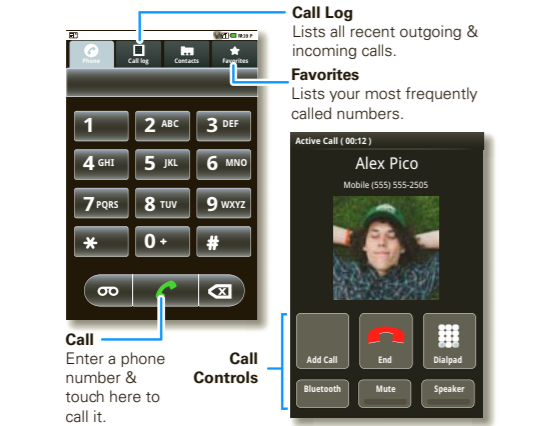 Call Log
Lists all recent outgoing &
incoming calls.
Favorites
Lists your most frequently
called numbers.
Phone
Call log
Contacts
Favorites
1
2 ABC
3 DEF
4 GHI
5 JKL
6 MNO
7 PQRS
8 TUV
9 WXYZ
*
0 +
#
Call
Enter a phone
number &
touch here to
call it.
Active Call ( 00:12 )
Alex Pico
Mobile (555) 555-2505
Call
Controls
Add Call
End
Dialpad
Bluetooth
Mute
Speaker